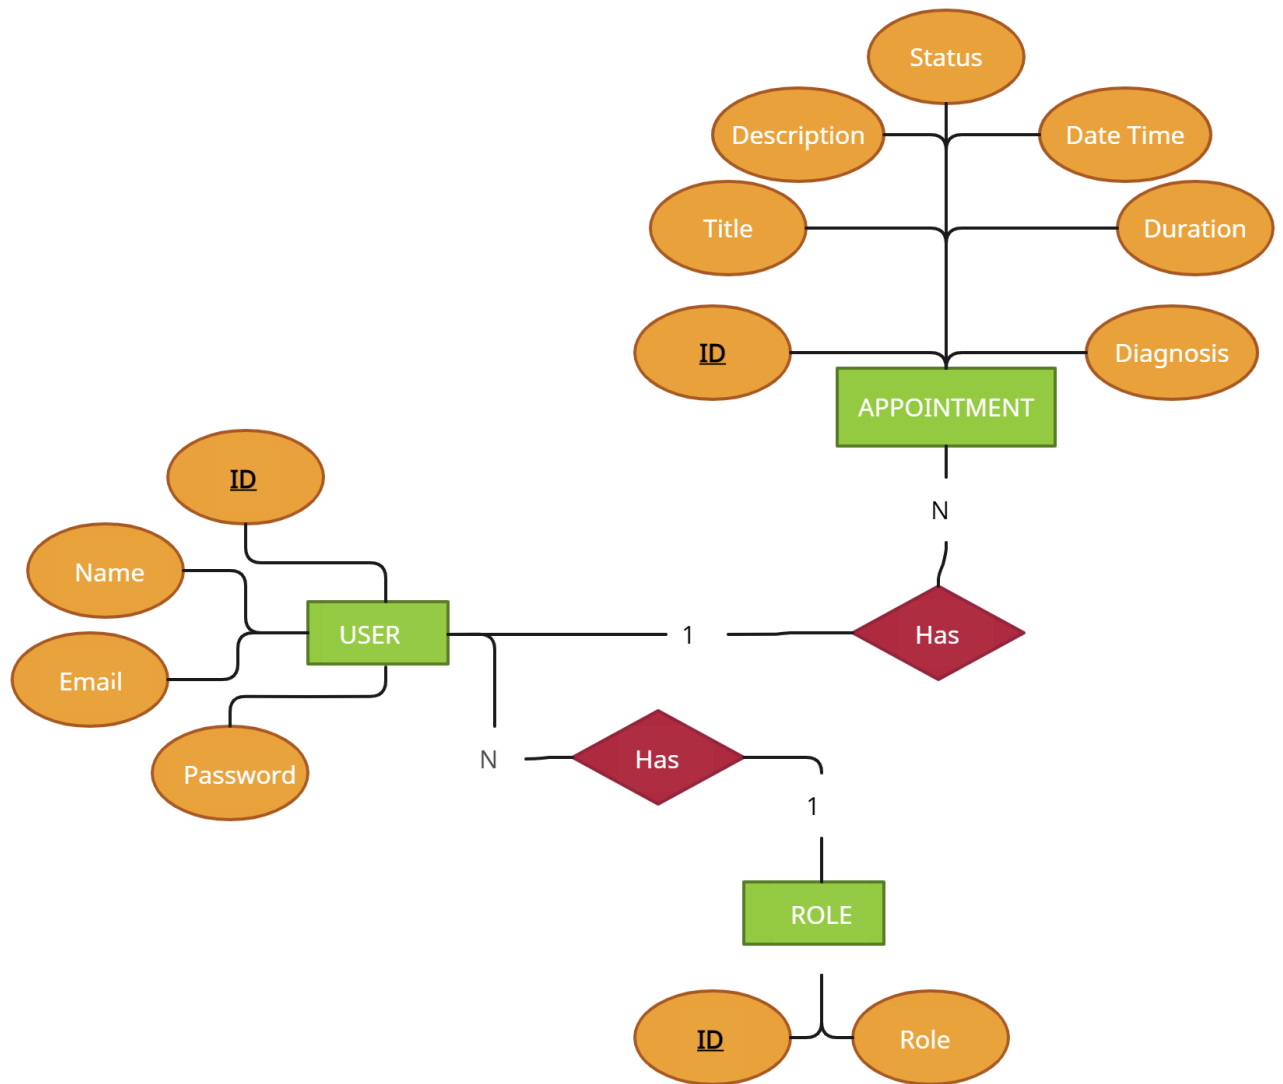 Status
Description
Date Time
Title
Duration
ID
Diagnosis
APPOINTMENT
N
ID
Name
USER
1
Has
Email
Password
N
Has
1
ROLE
ID
Role